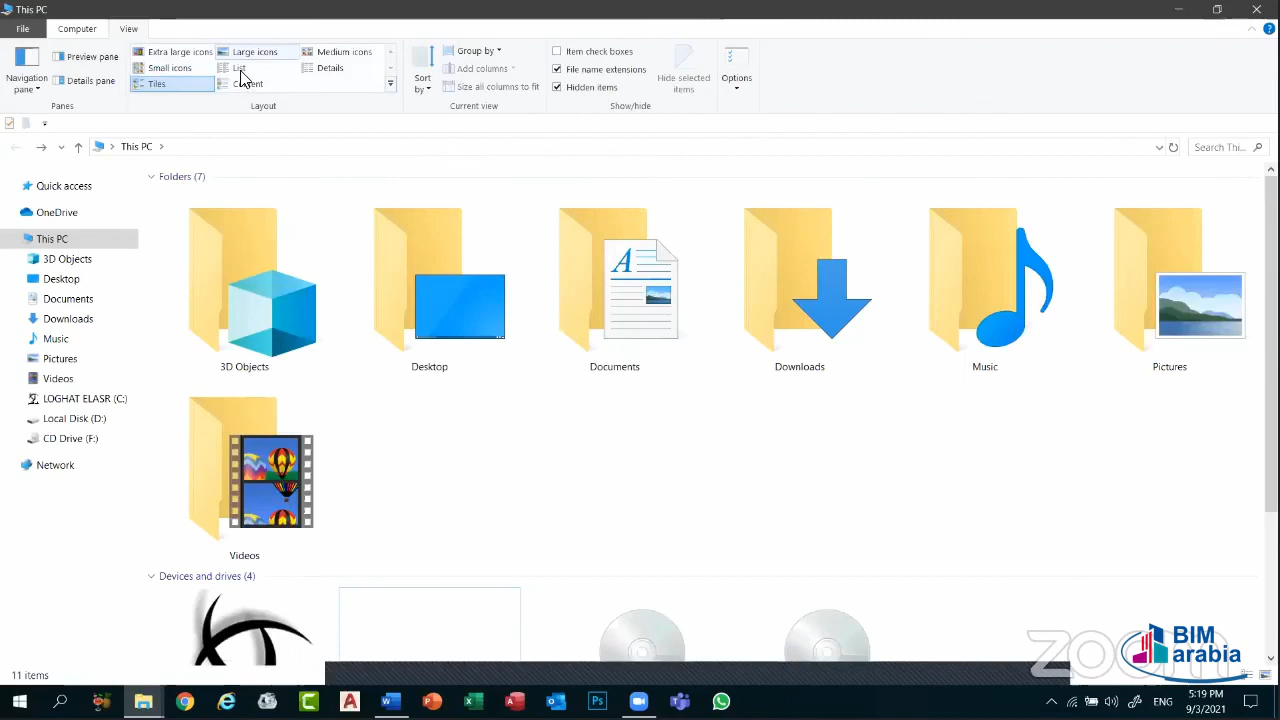 This PC
File
Computer
View
Extra large icons
Large icons
Medium icons
Small icons
List
Details
Tiles
Content
Preview pane
Details pane
Navigation pane
Panes
Layout
Sort by
Group by
Add columns
Size all columns to fit
Current view
Item check boxes
File name extensions
Hidden items
Hide selected items
Show/hide
Options
This PC
Search Thi...
Quick access
OneDrive
This PC
3D Objects
Desktop
Documents
Downloads
Music
Pictures
Videos
LOGHAT ELASR (C:)
Local Disk (D:)
CD Drive (F:)
Network
Folders (7)
3D Objects
Desktop
Documents
Downloads
Music
Pictures
Videos
Devices and drives (4)
11 items
zoom
BIM
arabia
ENG
5:19 PM
9/3/2021